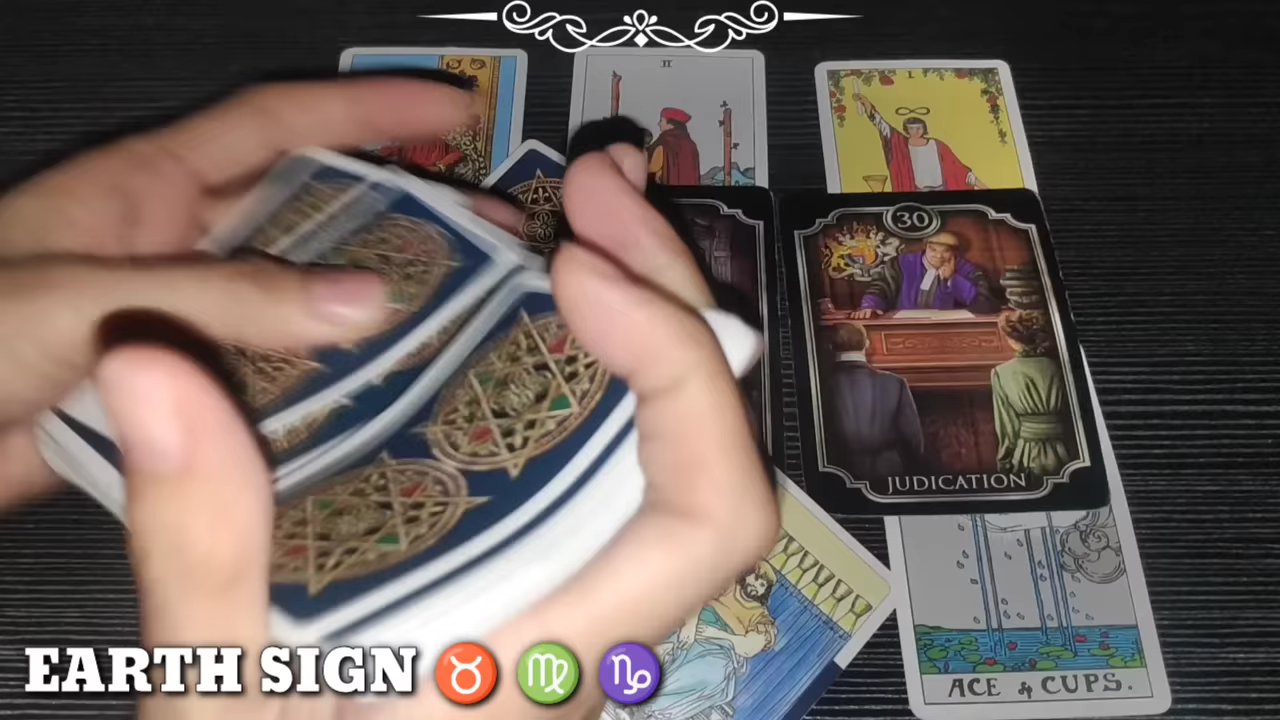 II
I
30
JUDICATION
ACE of CUPS.
EARTH SIGN ♉ ♍ ♑